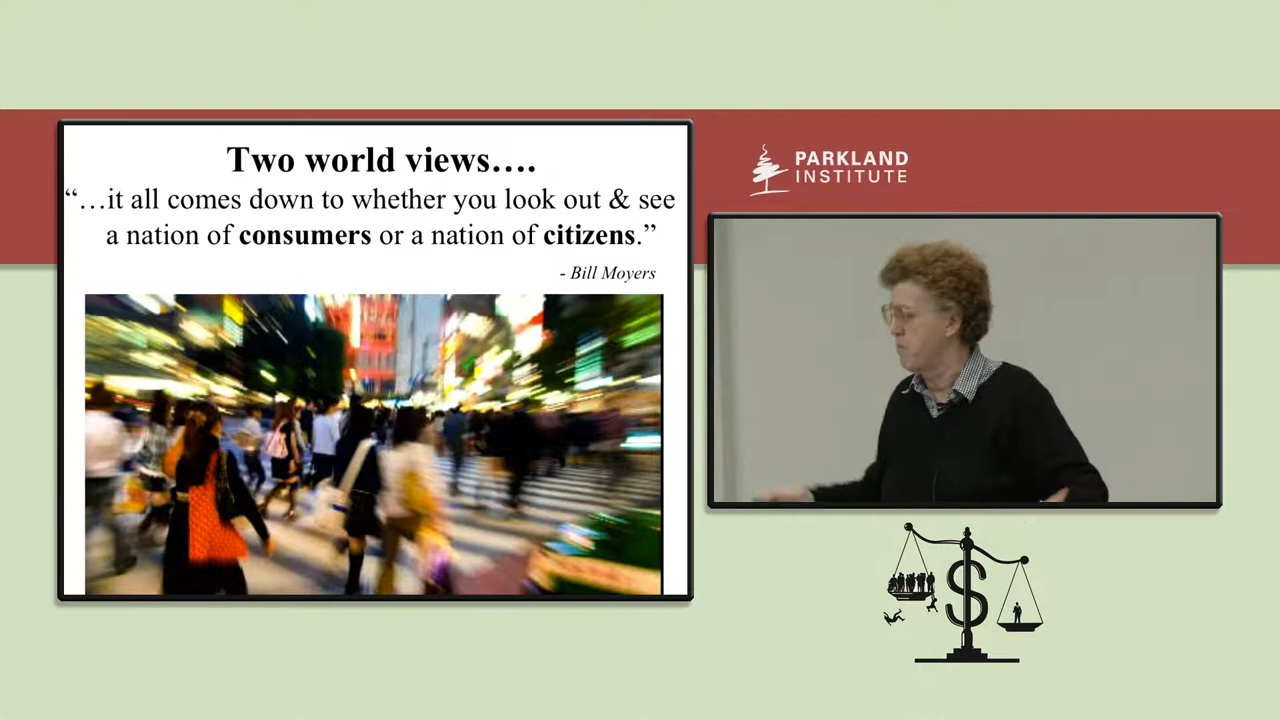 Two world views….
“…it all comes down to whether you look out & see
a nation of consumers or a nation of citizens.”
- Bill Moyers
PARKLAND
INSTITUTE
$